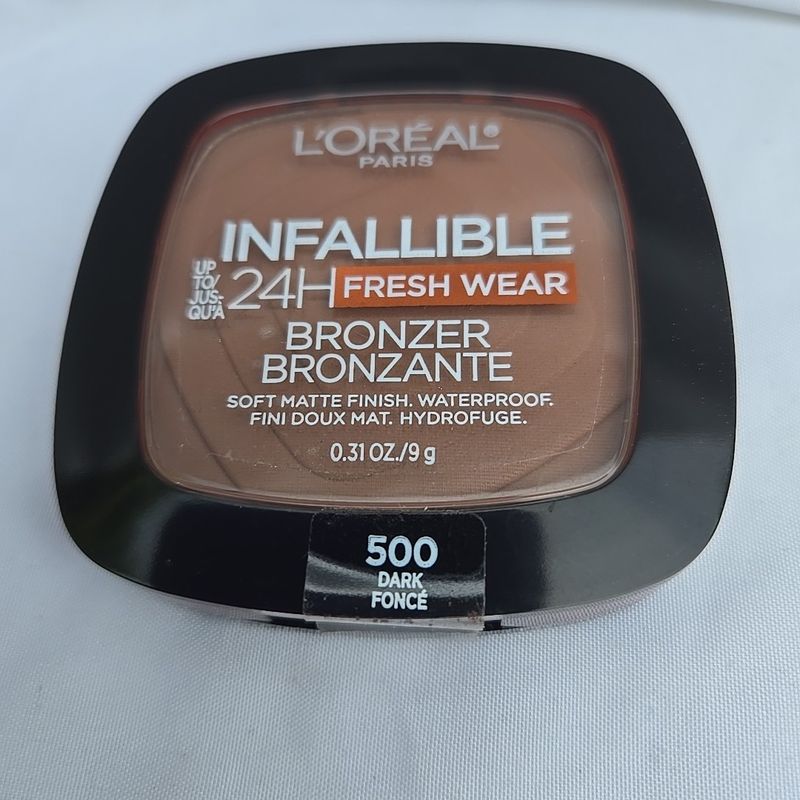 L'ORÉAL®
PARIS
INFALLIBLE
UP
TO/
JUS-
QU'À
24H FRESH WEAR
BRONZER
BRONZANTE
SOFT MATTE FINISH. WATERPROOF.
FINI DOUX MAT. HYDROFUGE.
0.31 OZ./9 g
500
DARK
FONCÉ